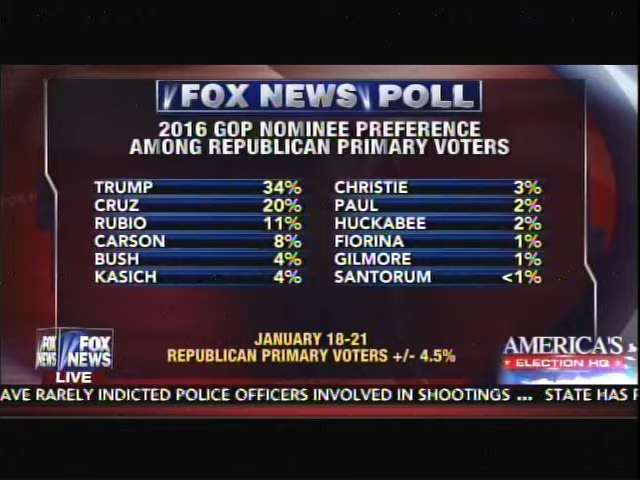 FOX NEWS POLL
2016 GOP NOMINEE PREFERENCE
AMONG REPUBLICAN PRIMARY VOTERS
TRUMP 34%
CRUZ 20%
RUBIO 11%
CARSON 8%
BUSH 4%
KASICH 4%
CHRISTIE 3%
PAUL 2%
HUCKABEE 2%
FIORINA 1%
GILMORE 1%
SANTORUM <1%
JANUARY 18-21
REPUBLICAN PRIMARY VOTERS +/- 4.5%
FOX NEWS
FOX NEWS
LIVE
AMERICA'S
ELECTION HQ
AVE RARELY INDICTED POLICE OFFICERS INVOLVED IN SHOOTINGS ... STATE HAS